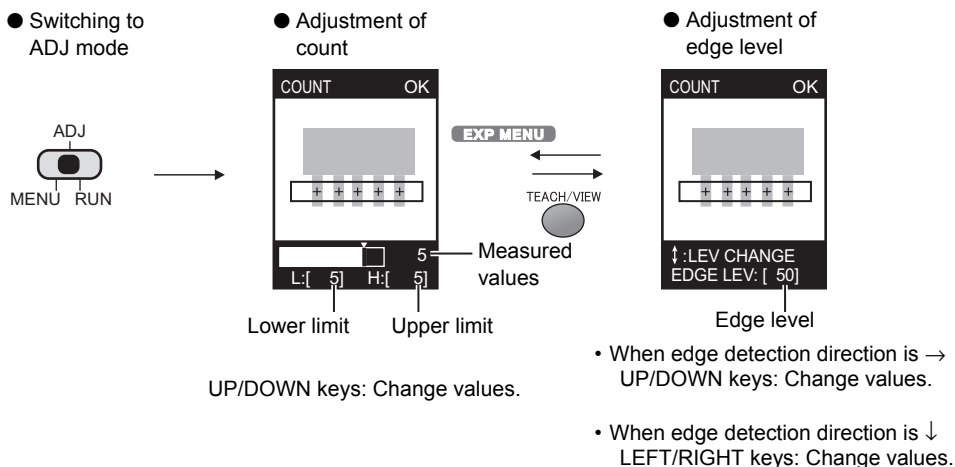 ● Switching to
ADJ mode
ADJ
MENU RUN
● Adjustment of
count
COUNT OK
+ + + + +
5
L:[ 5] H:[ 5]
Measured
values
Lower limit Upper limit
UP/DOWN keys: Change values.
EXP MENU
TEACH/VIEW
● Adjustment of
edge level
COUNT OK
+ + + + +
↕:LEV CHANGE
EDGE LEV: [ 50]
Edge level
• When edge detection direction is →
UP/DOWN keys: Change values.
• When edge detection direction is ↓
LEFT/RIGHT keys: Change values.